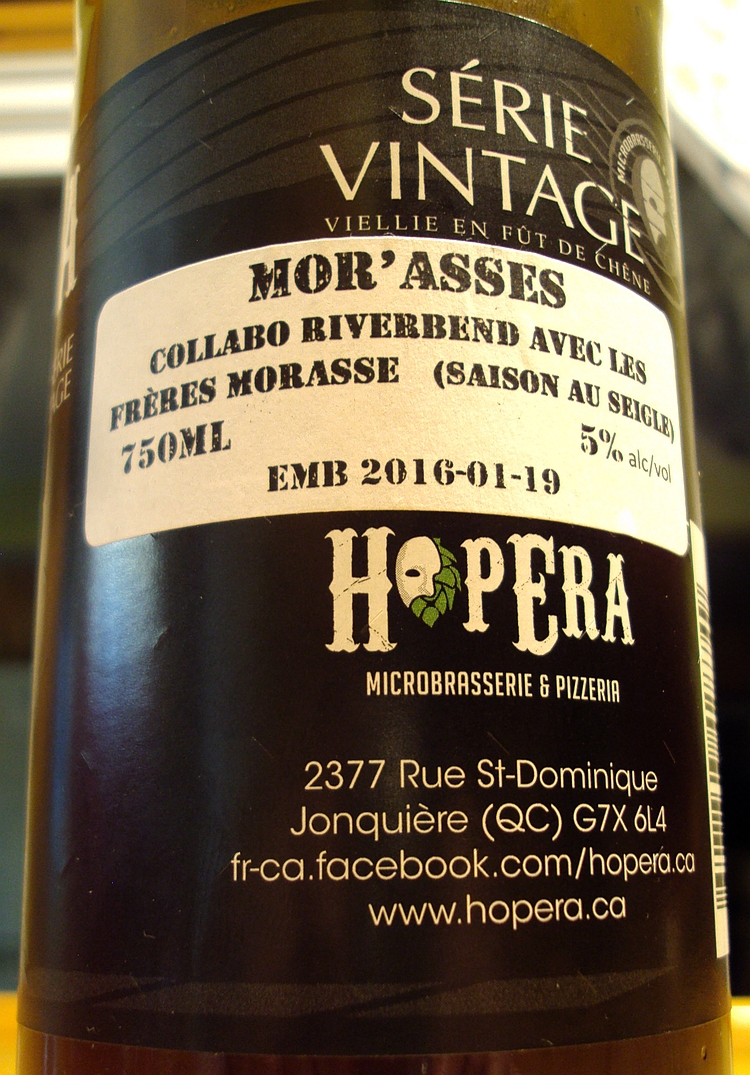 SÉRIE
VINTAGE
VIELLIE EN FÛT DE CHÊNE
MICROBRASSERIE
MOR'ASSES
COLLABO RIVERBEND AVEC LES
FRÈRES MORASSE (SAISON AU SEIGLE)
750ML 5% alc/vol
EMB 2016-01-19
HOPERA
MICROBRASSERIE & PIZZERIA
2377 Rue St-Dominique
Jonquière (QC) G7X 6L4
fr-ca.facebook.com/hopera.ca
www.hopera.ca